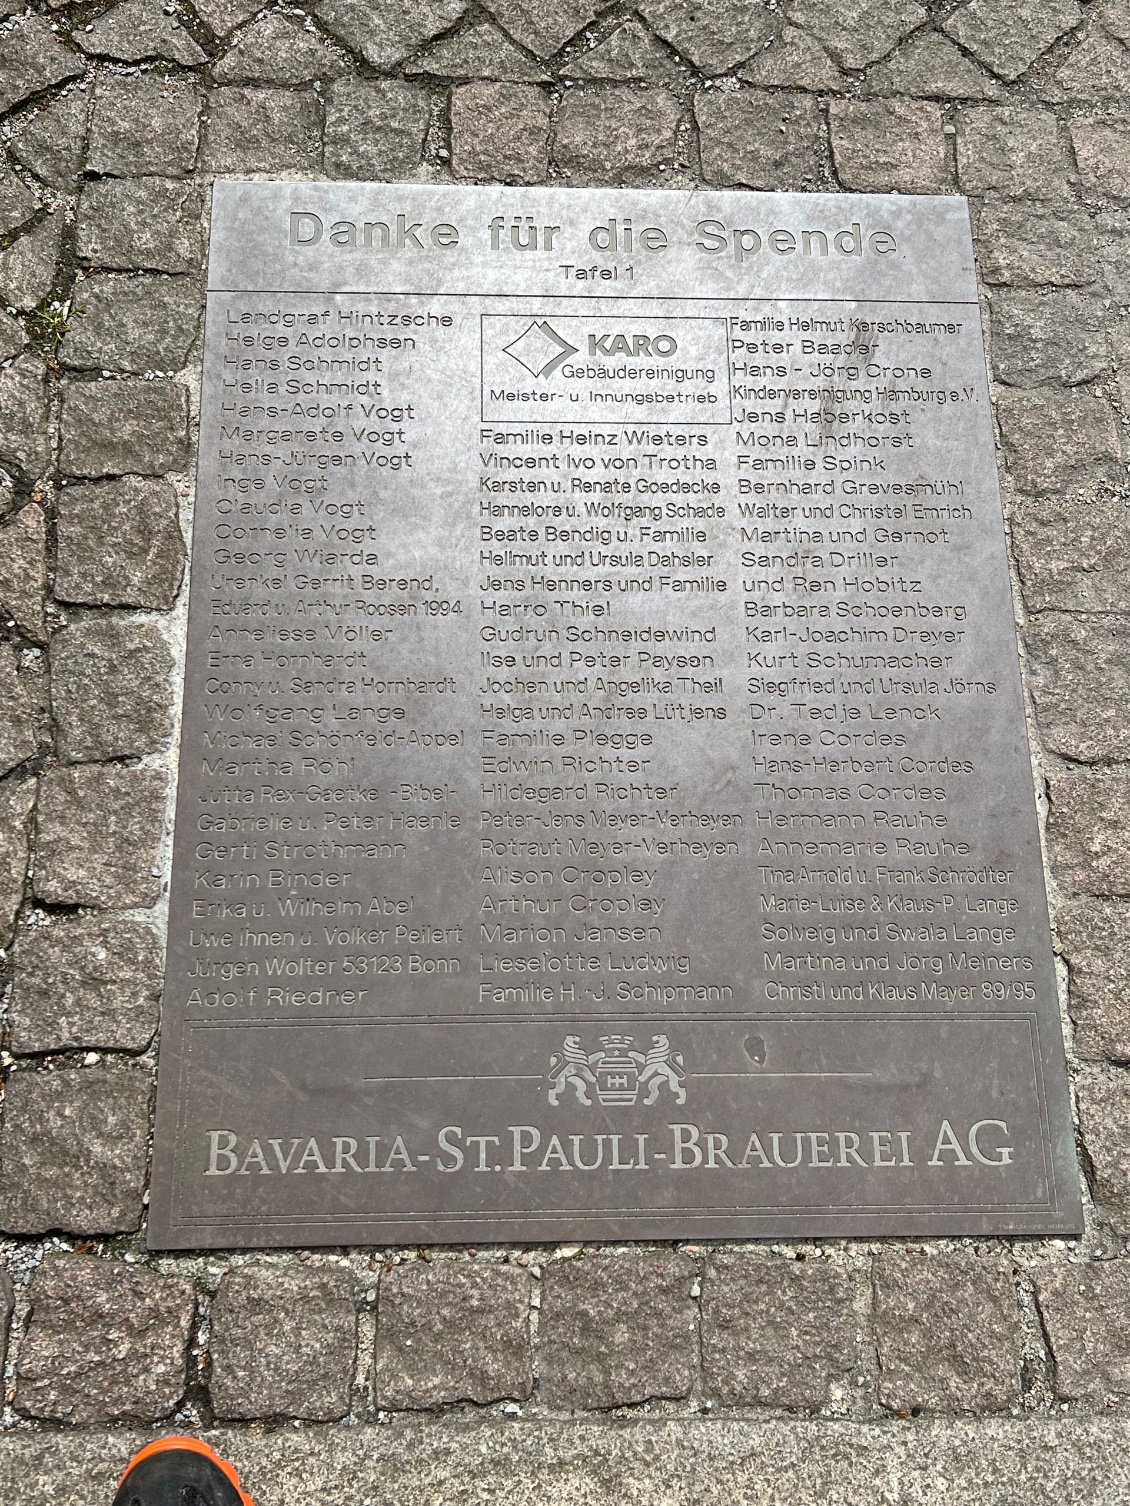 Danke für die Spende
Tafel 1
Landgraf Hintzsche
Helge Adolphsen
Hans Schmidt
Hella Schmidt
Hans-Adolf Vogt
Margarete Vogt
Hans-Jürgen Vogt
Inge Vogt
Claudia Vogt
Cornelia Vogt
Georg Wiarda
Urenkel Gerrit Berend,
Eduard u. Arthur Roosen 1994
Anneliese Möller
Erna Hornhardt
Conny u. Sandra Hornhardt
Wolfgang Lange
Michael Schönfeld-Appel
Martha Röhl
Jutta Rex-Gaetke -Bibel-
Gabrielle u. Peter Haenle
Gerti Strothmann
Karin Binder
Erika u. Wilhelm Abel
Uwe Ihnen u. Volker Peilert
Jürgen Wolter 53123 Bonn
Adolf Riedner
KARO
Gebäudereinigung
Meister- u. Innungsbetrieb
Familie Heinz Wieters
Vincent Ivo von Trotha
Karsten u. Renate Goedecke
Hannelore u. Wolfgang Schade
Beate Bendig u. Familie
Hellmut und Ursula Dahsler
Jens Henners und Familie
Harro Thiel
Gudrun Schneidewind
Ilse und Peter Paysen
Jochen und Angelika Theil
Helga und Andree Lütjens
Familie Plegge
Edwin Richter
Hildegard Richter
Peter-Jens Meyer-Verheyen
Rotraut Meyer-Verheyen
Alison Cropley
Arthur Cropley
Marion Jansen
Lieselotte Ludwig
Familie H.-J. Schipmann
Familie Helmut Kerschbaumer
Peter Baader
Hans-Jörg Crone
Kindervereinigung Hamburg e.V.
Jens Haberkost
Mona Lindhorst
Familie Spink
Bernhard Grevesmühl
Walter und Christel Emrich
Martina und Gernot
Sandra Driller
und Ren Hobitz
Barbara Schoenberg
Karl-Joachim Dreyer
Kurt Schumacher
Siegfried und Ursula Jörns
Dr. Tedje Lenck
Irene Cordes
Hans-Herbert Cordes
Thomas Cordes
Hermann Rauhe
Annemarie Rauhe
Tina Arnold u. Frank Schrödter
Marie-Luise & Klaus-P. Lange
Solveig und Swala Lange
Martina und Jörg Meiners
Christl und Klaus Mayer 89/95
BAVARIA-ST. PAULI-BRAUEREI AG